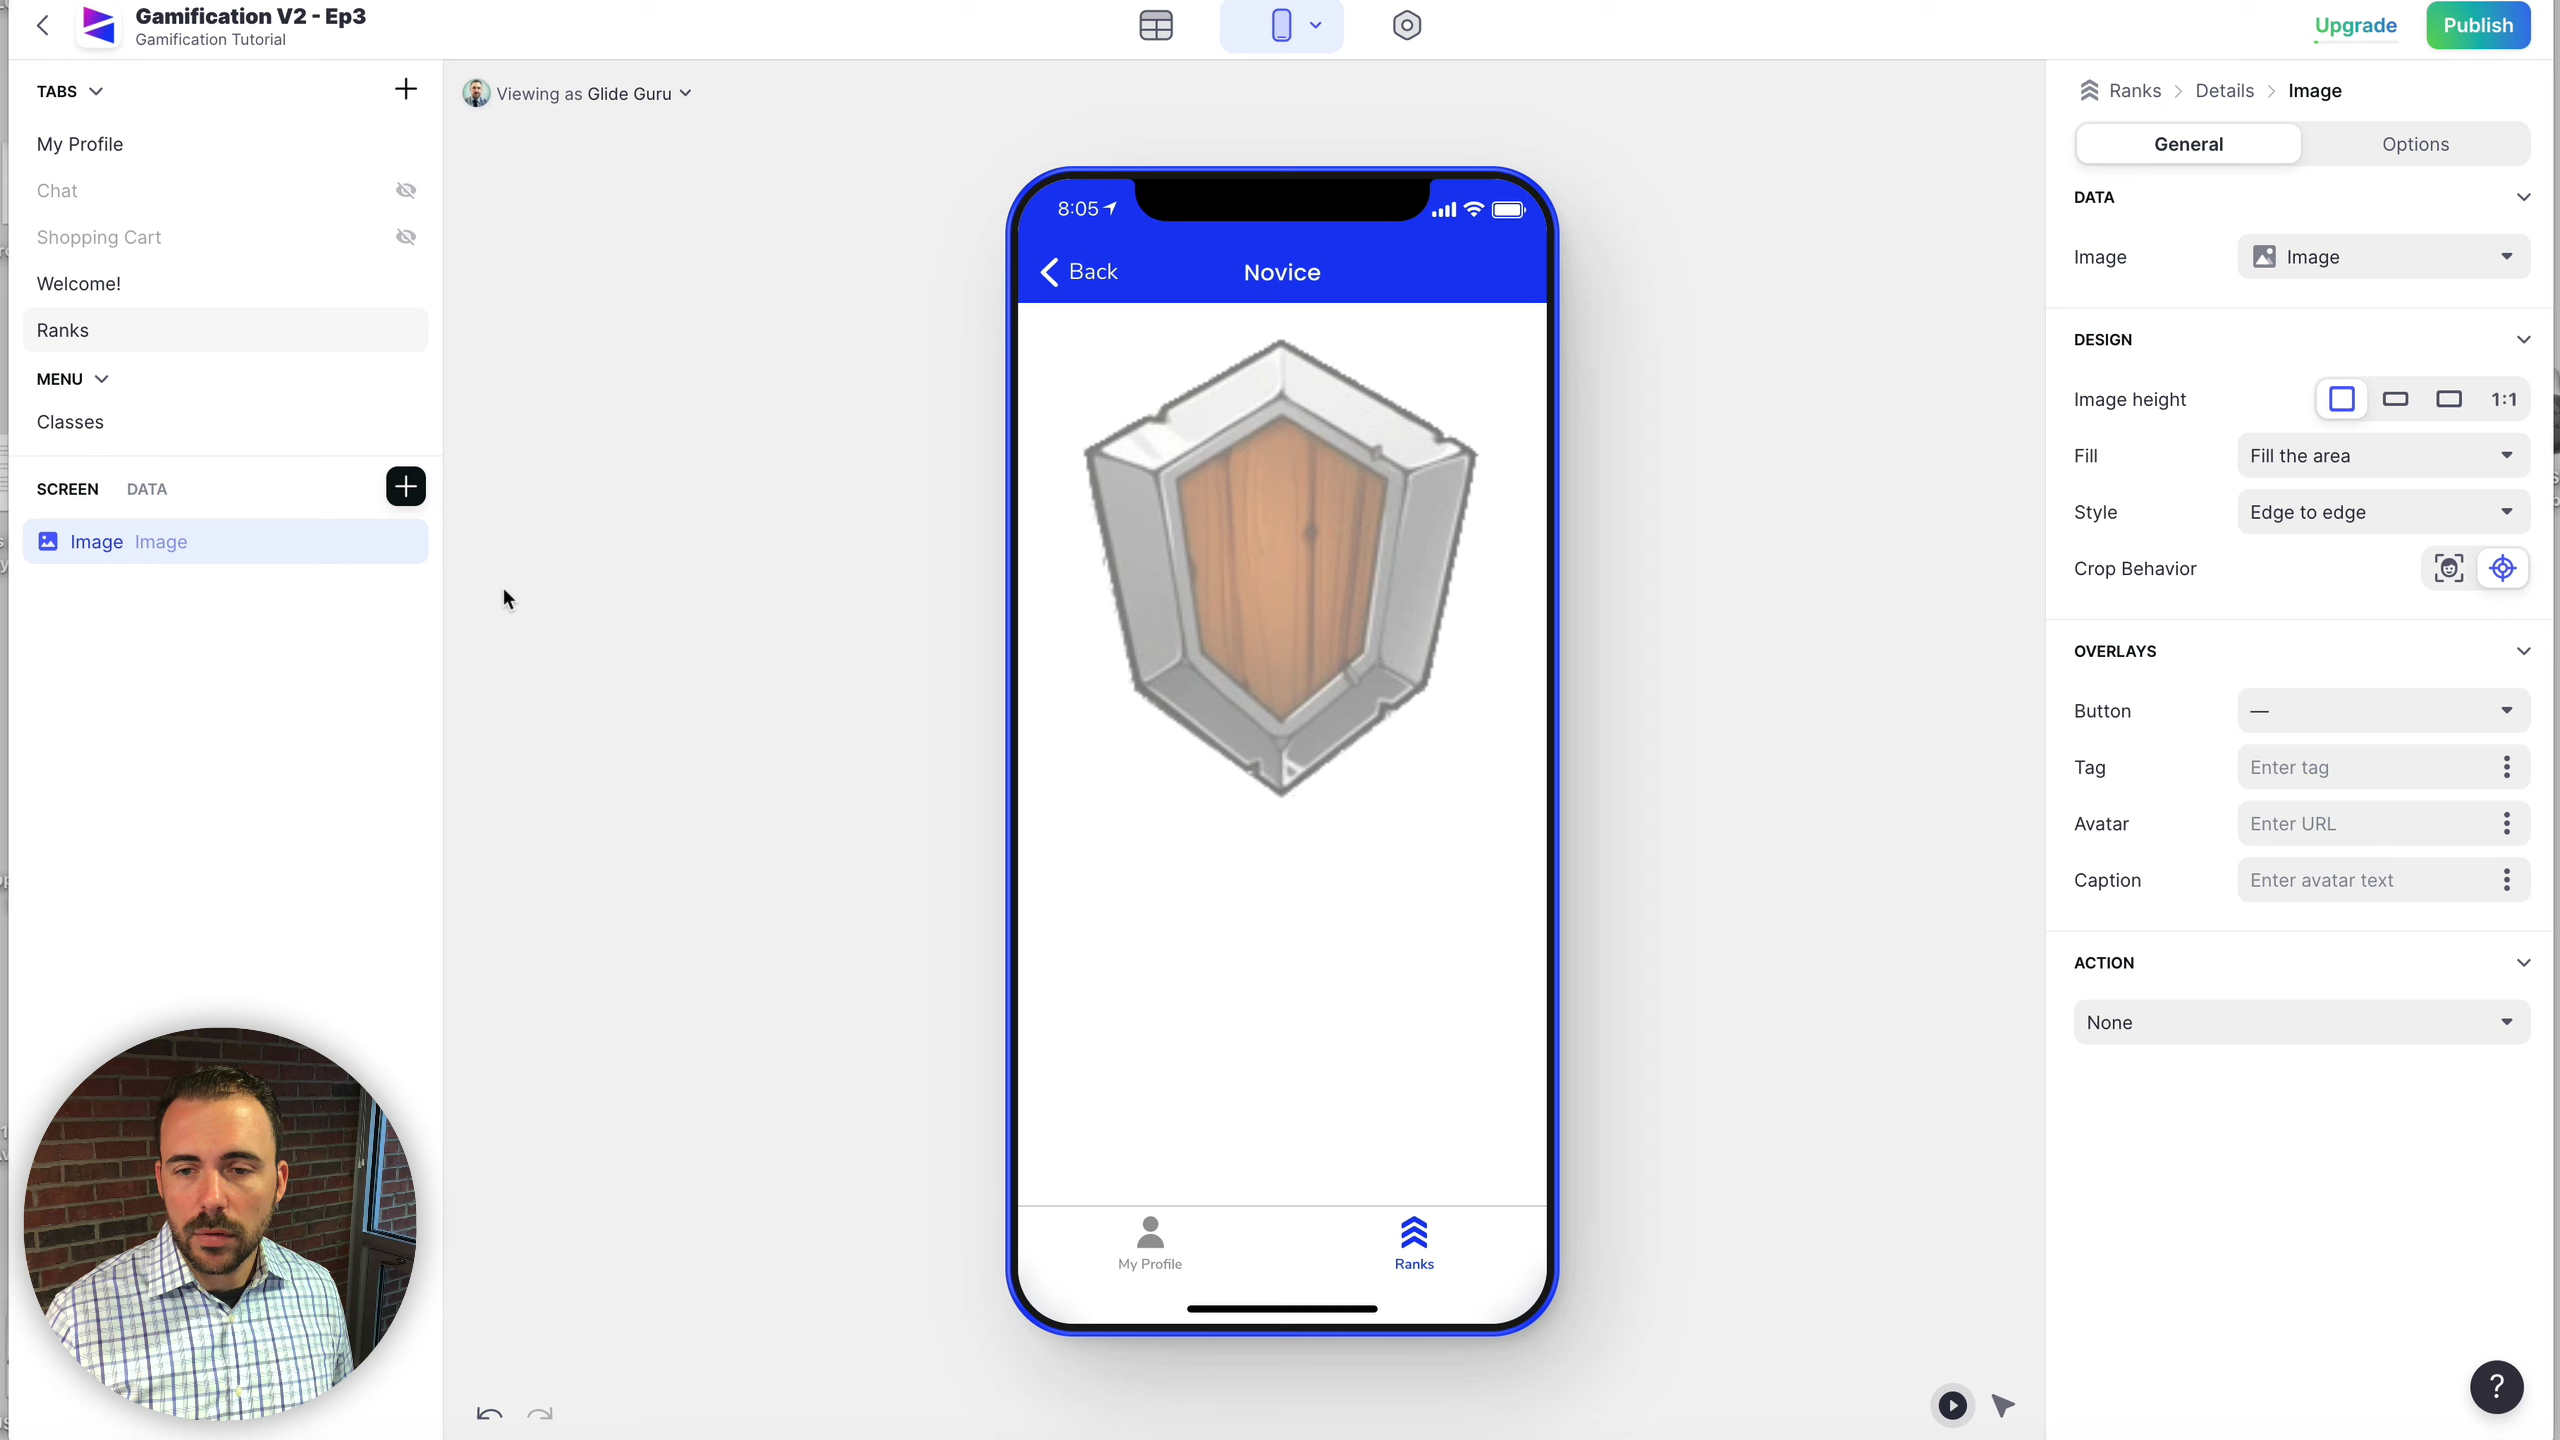 Gamification V2 - Ep3
Gamification Tutorial
Upgrade
Publish
TABS
My Profile
Chat
Shopping Cart
Welcome!
Ranks
MENU
Classes
SCREEN
DATA
Image Image
Viewing as Glide Guru
8:05
Back
Novice
My Profile
Ranks
Ranks
Details
Image
General
Options
DATA
Image
Image
DESIGN
Image height
1:1
Fill
Fill the area
Style
Edge to edge
Crop Behavior
OVERLAYS
Button
—
Tag
Enter tag
Avatar
Enter URL
Caption
Enter avatar text
ACTION
None
?